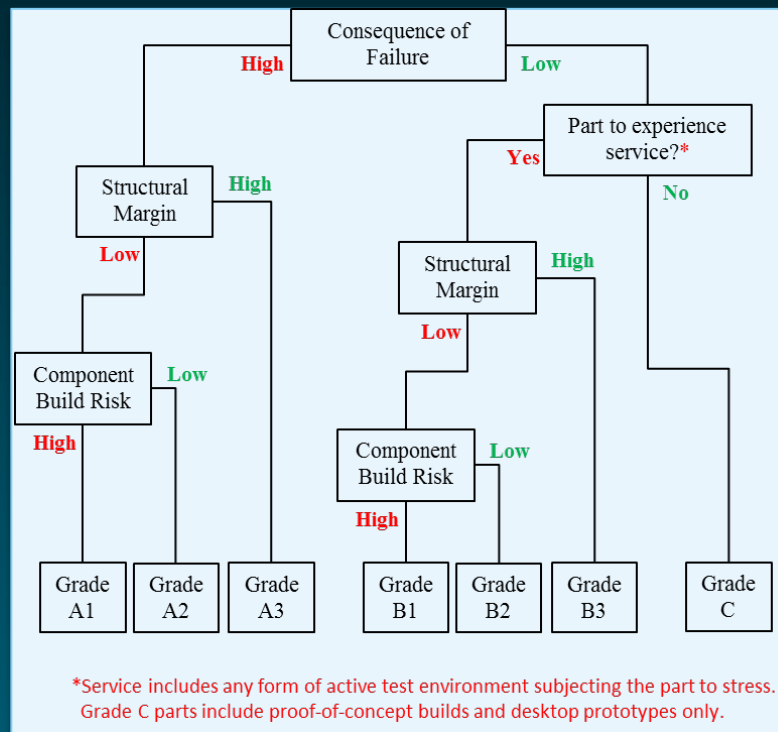 Consequence of
Failure
High
Low
Part to experience
service?*
Yes
No
Structural
Margin
High
Low
Structural
Margin
High
Low
Component
Build Risk
Low
High
Component
Build Risk
Low
High
Grade
A1
Grade
A2
Grade
A3
Grade
B1
Grade
B2
Grade
B3
Grade
C
*Service includes any form of active test environment subjecting the part to stress.
Grade C parts include proof-of-concept builds and desktop prototypes only.